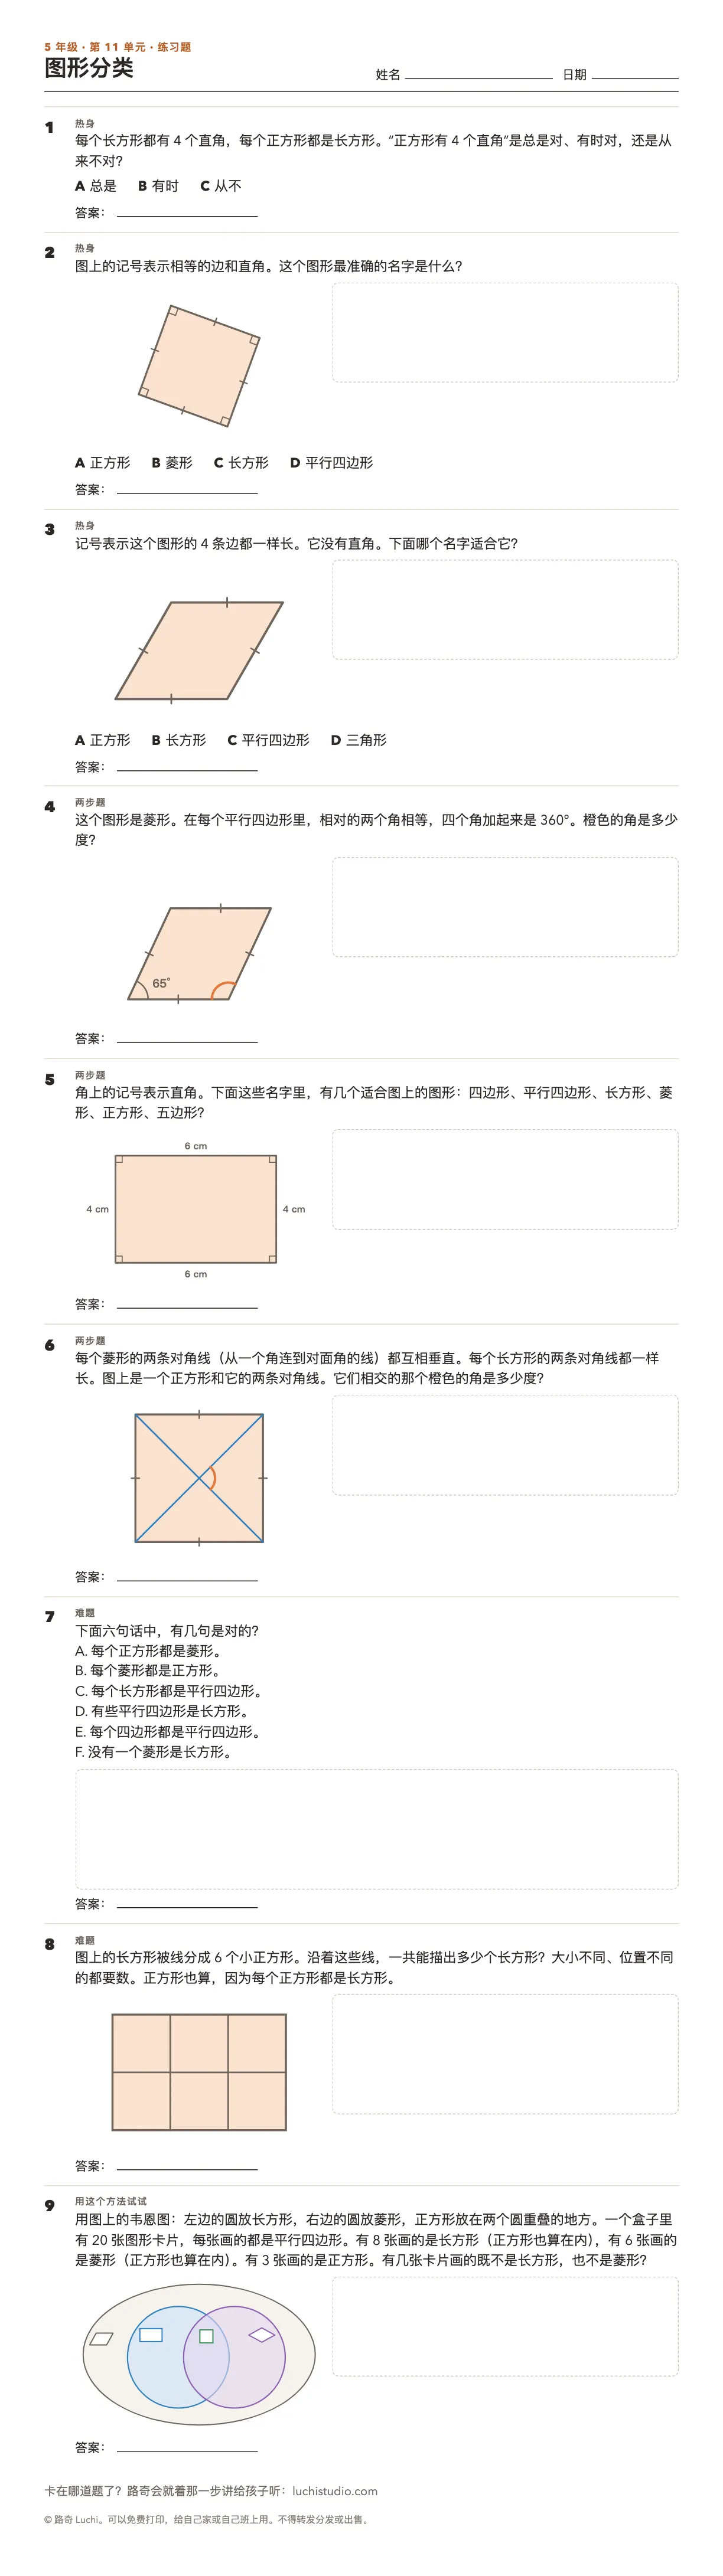 5 年级·第 11 单元·练习题
图形分类
姓名 日期
1
热身
每个长方形都有 4 个直角，每个正方形都是长方形。“正方形有 4 个直角”是总是对、有时对，还是从
来不对？
A 总是 B 有时 C 从不
答案：
2
热身
图上的记号表示相等的边和直角。这个图形最准确的名字是什么？
A 正方形 B 菱形 C 长方形 D 平行四边形
答案：
3
热身
记号表示这个图形的 4 条边都一样长。它没有直角。下面哪个名字适合它？
A 正方形 B 长方形 C 平行四边形 D 三角形
答案：
4
两步题
这个图形是菱形。在每个平行四边形里，相对的两个角相等，四个角加起来是 360°。橙色的角是多少
度？
65°
答案：
5
两步题
角上的记号表示直角。下面这些名字里，有几个适合图上的图形：四边形、平行四边形、长方形、菱
形、正方形、五边形？
6 cm
4 cm 4 cm
6 cm
答案：
6
两步题
每个菱形的两条对角线（从一个角连到对面角的线）都互相垂直。每个长方形的两条对角线都一样
长。图上是一个正方形和它的两条对角线。它们相交的那个橙色的角是多少度？
答案：
7
难题
下面六句话中，有几句是对的？
A. 每个正方形都是菱形。
B. 每个菱形都是正方形。
C. 每个长方形都是平行四边形。
D. 有些平行四边形是长方形。
E. 每个四边形都是平行四边形。
F. 没有一个菱形是长方形。
答案：
8
难题
图上的长方形被线分成 6 个小正方形。沿着这些线，一共能描出多少个长方形？大小不同、位置不同
的都要数。正方形也算，因为每个正方形都是长方形。
答案：
9
用这个方法试试
用图上的韦恩图：左边的圆放长方形，右边的圆放菱形，正方形放在两个圆重叠的地方。一个盒子里
有 20 张图形卡片，每张画的都是平行四边形。有 8 张画的是长方形（正方形也算在内），有 6 张画的
是菱形（正方形也算在内）。有 3 张画的是正方形。有几张卡片画的既不是长方形，也不是菱形？
答案：
卡在哪道题了？路奇会就着那一步讲给孩子听：luchistudio.com
© 路奇 Luchi。可以免费打印，给自己家或自己班上用。不得转发分发或出售。